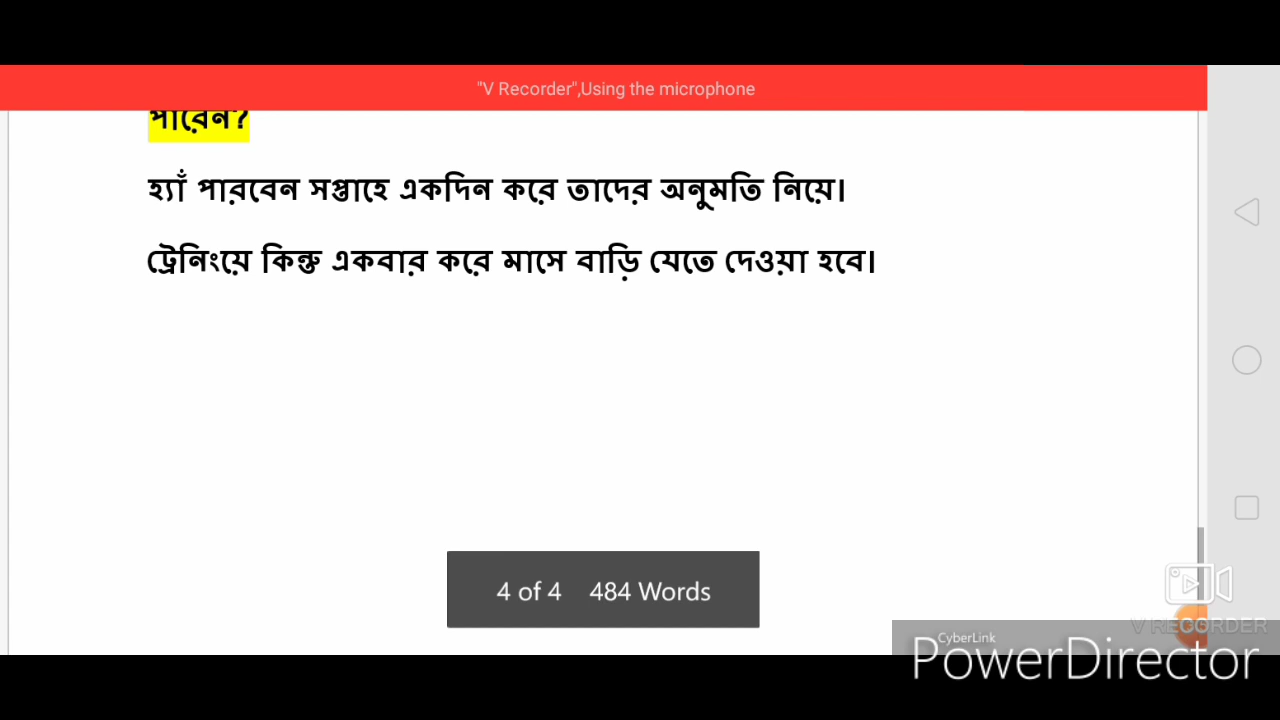 "V Recorder",Using the microphone
পারেন?
হ্যাঁ পারবেন সপ্তাহে একদিন করে তাদের অনুমতি নিয়ে।
ট্রেনিংয়ে কিন্তু একবার করে মাসে বাড়ি যেতে দেওয়া হবে।
4 of 4 484 Words
V RECORDER
CyberLink
PowerDirector